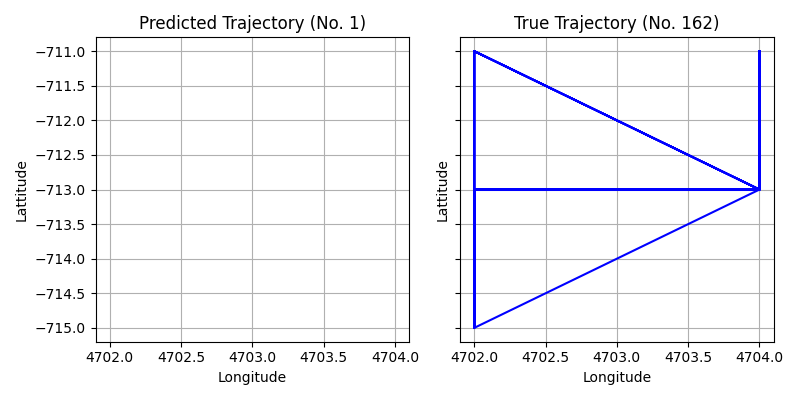 Predicted Trajectory (No. 1)
True Trajectory (No. 162)
Lattitude
−711.0
−711.5
−712.0
−712.5
−713.0
−713.5
−714.0
−714.5
−715.0
4702.0 4702.5 4703.0 4703.5 4704.0
Longitude
Lattitude
4702.0 4702.5 4703.0 4703.5 4704.0
Longitude